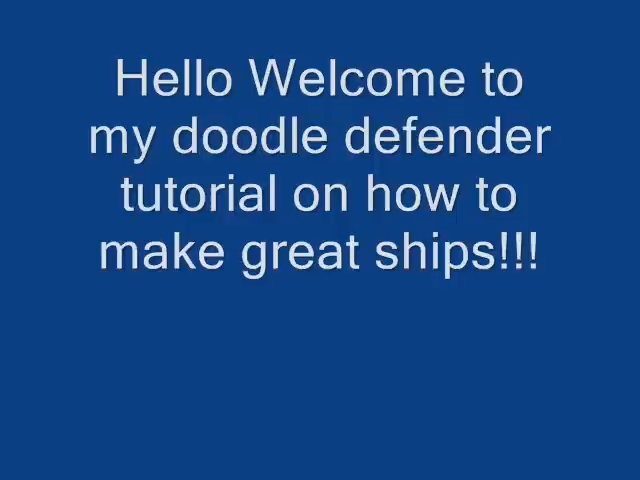 Hello Welcome to
my doodle defender
tutorial on how to
make great ships!!!